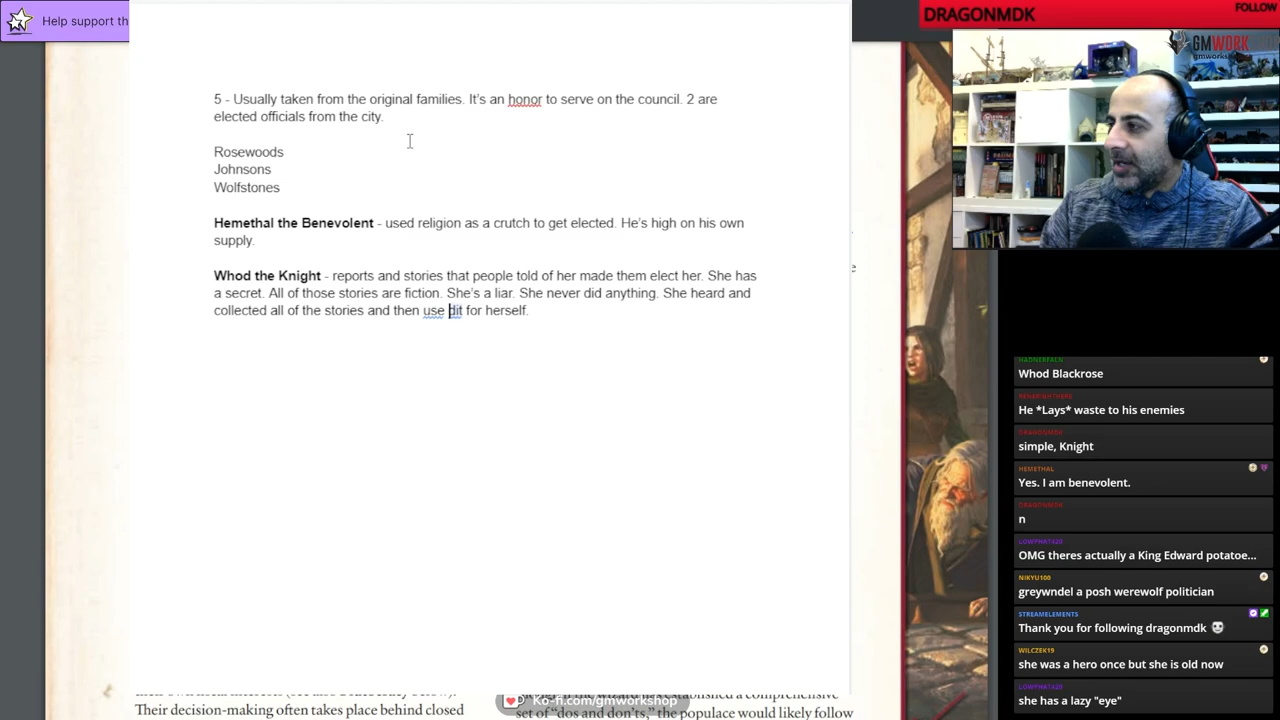 Help support th
DRAGONMDK
FOLLOW
GMWORK
gmworksh
5 - Usually taken from the original families. It's an honor to serve on the council. 2 are
elected officials from the city.
Rosewoods
Johnsons
Wolfstones
Hemethal the Benevolent - used religion as a crutch to get elected. He's high on his own
supply.
Whod the Knight - reports and stories that people told of her made them elect her. She has
a secret. All of those stories are fiction. She's a liar. She never did anything. She heard and
collected all of the stories and then use dit for herself.
Whod Blackrose
He *Lays* waste to his enemies
DRAGONMDK
simple, Knight
HEMETHAL
Yes. I am benevolent.
DRAGONMDK
n
LOWPHAT420
OMG theres actually a King Edward potatoe...
NIKYU100
greywndel a posh werewolf politician
STREAMELEMENTS
Thank you for following dragonmdk
WILCZEK19
she was a hero once but she is old now
LOWPHAT420
she has a lazy "eye"
Ko-fi.com/gmworkshop
Their decision-making often takes place behind closed
set of "dos and don'ts," the populace would likely follow